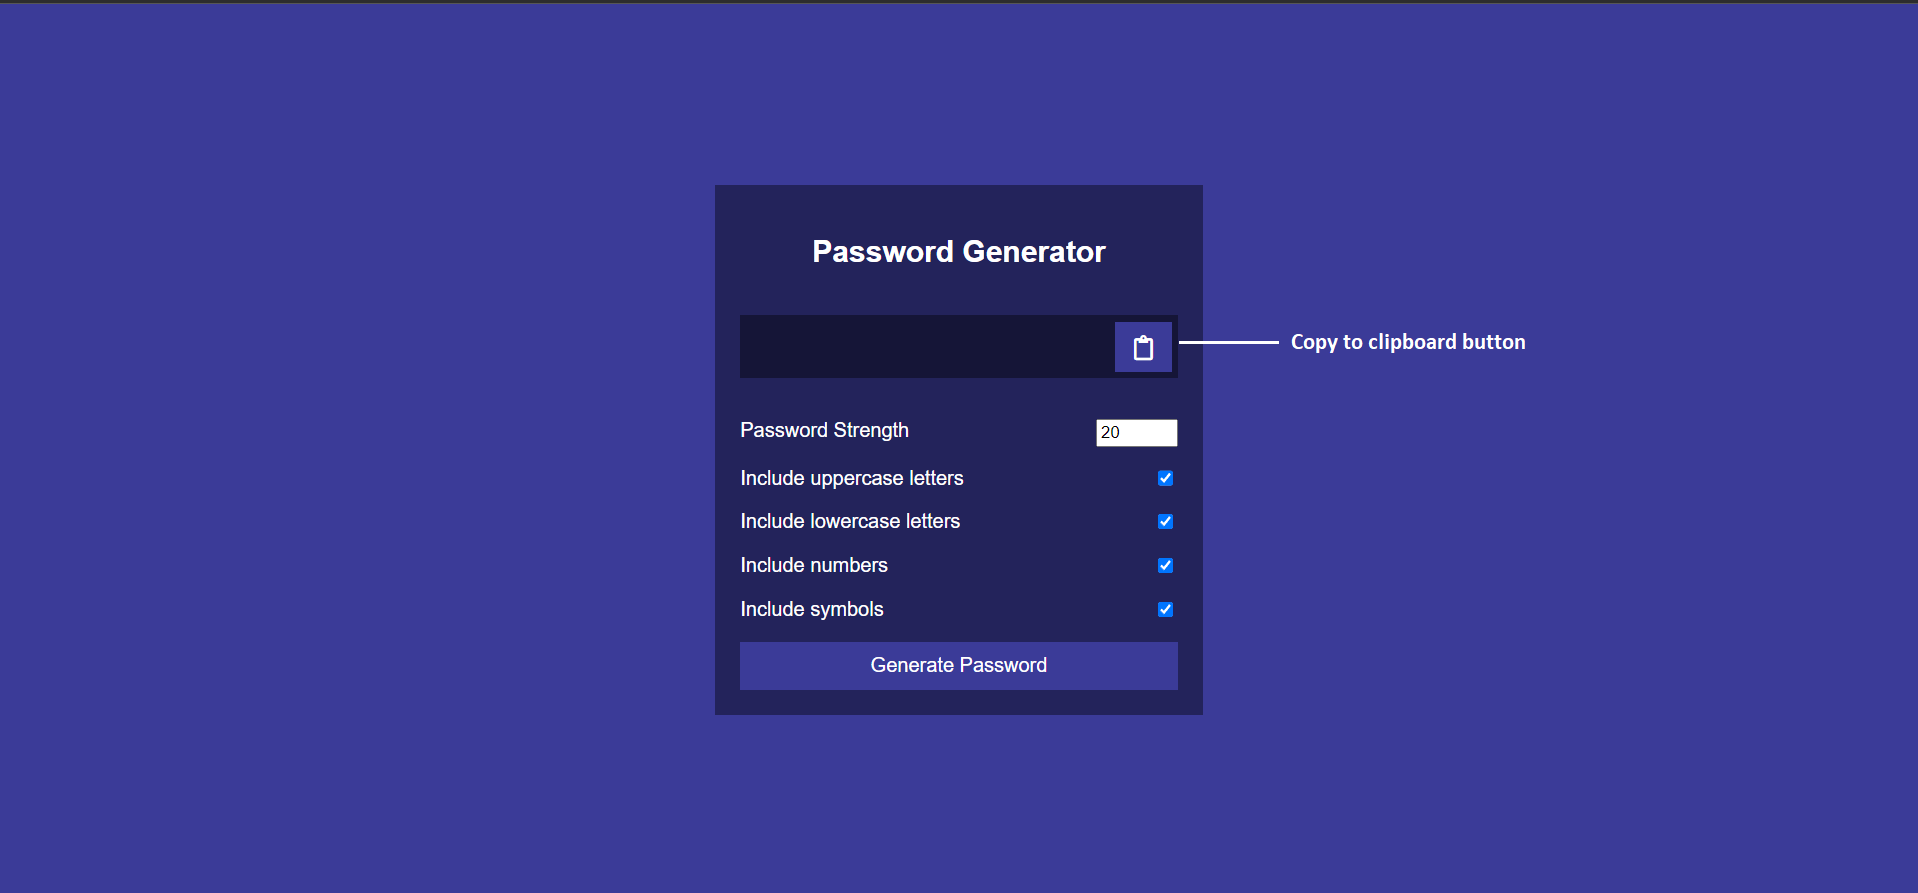 Password Generator
Copy to clipboard button
Password Strength
20
Include uppercase letters
Include lowercase letters
Include numbers
Include symbols
Generate Password